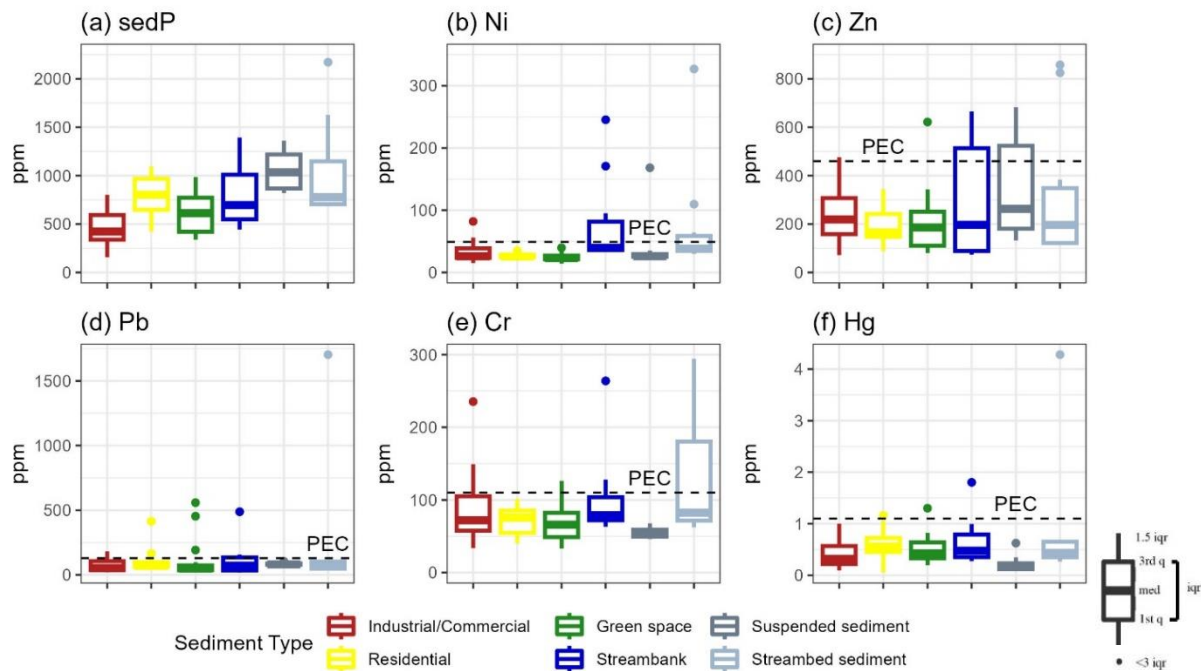 (a) sedP
(b) Ni
(c) Zn
ppm
2000
1500
1000
500
0
ppm
300
200
100
0
PEC
ppm
800
600
400
200
0
PEC
(d) Pb
(e) Cr
(f) Hg
ppm
1500
1000
500
0
PEC
ppm
300
200
100
0
PEC
ppm
4
3
2
1
0
PEC
1.5 iqr
3rd q
med
iqr
1st q
<3 iqr
Sediment Type
Industrial/Commercial
Green space
Suspended sediment
Residential
Streambank
Streambed sediment